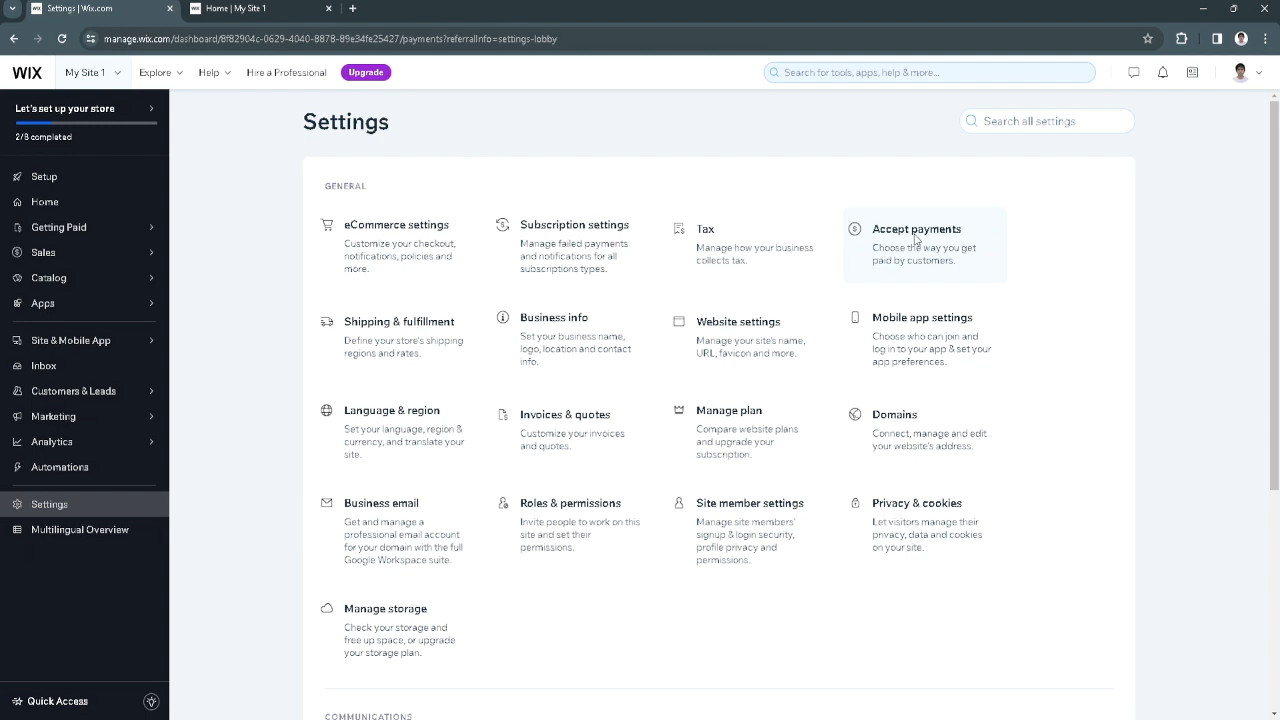 Settings | Wix.com
WIX Home | My Site 1
manage.wix.com/dashboard/8f82904c-0629-4040-8878-89e34fe25427/payments?referralInfo=settings-lobby
WIX My Site 1 Explore Help Hire a Professional Upgrade Search for tools, apps, help & more...
Let's set up your store
2/6 completed
Setup
Home
Getting Paid
Sales
Catalog
Apps
Site & Mobile App
Inbox
Customers & Leads
Marketing
Analytics
Automations
Settings
Multilingual Overview
Quick Access
Settings
Search all settings
GENERAL
eCommerce settings
Customize your checkout,
notifications, policies and
more.
Subscription settings
Manage failed payments
and notifications for all
subscriptions types.
Tax
Manage how your business
collects tax.
Accept payments
Choose the way you get
paid by customers.
Shipping & fulfillment
Define your store's shipping
regions and rates.
Business info
Set your business name,
logo, location and contact
info.
Website settings
Manage your site's name,
URL, favicon and more.
Mobile app settings
Choose who can join and
log in to your app & set your
app preferences.
Language & region
Set your language, region &
currency, and translate your
site.
Invoices & quotes
Customize your invoices
and quotes.
Manage plan
Compare website plans
and upgrade your
subscription.
Domains
Connect, manage and edit
your website's address.
Business email
Get and manage a
professional email account
for your domain with the full
Google Workspace suite.
Roles & permissions
Invite people to work on this
site and set their
permissions.
Site member settings
Manage site members'
signup & login security,
profile privacy and
permissions.
Privacy & cookies
Let visitors manage their
privacy, data and cookies
on your site.
Manage storage
Check your storage and
free up space, or upgrade
your storage plan.
COMMUNICATIONS